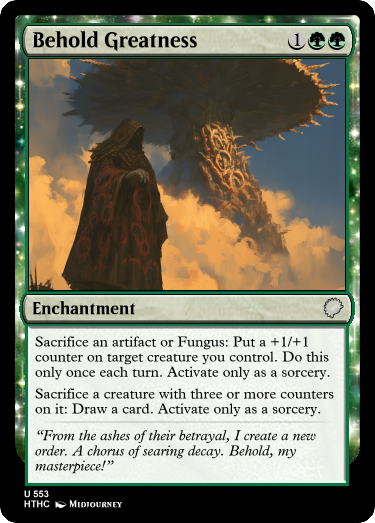 Behold Greatness 1
Enchantment
Sacrifice an artifact or Fungus: Put a +1/+1
counter on target creature you control. Do this
only once each turn. Activate only as a sorcery.
Sacrifice a creature with three or more counters
on it: Draw a card. Activate only as a sorcery.
“From the ashes of their betrayal, I create a new
order. A chorus of searing decay. Behold, my
masterpiece!”
U 553
HTHC Midjourney